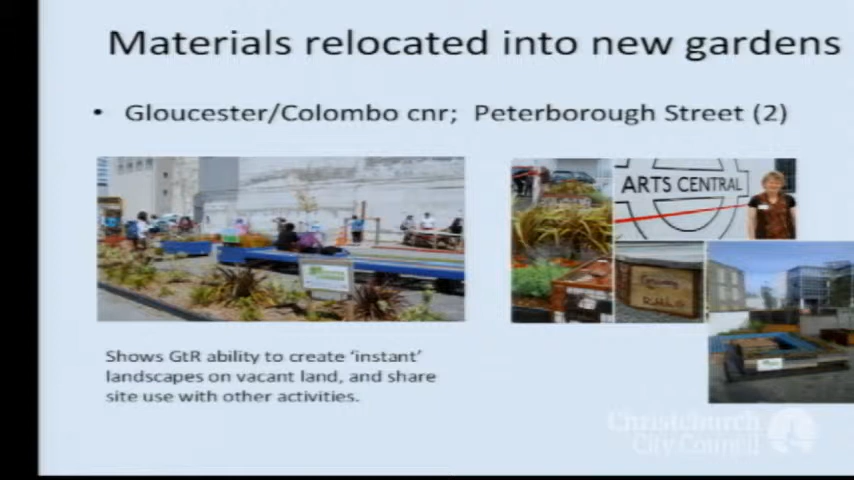 Materials relocated into new gardens
• Gloucester/Colombo cnr; Peterborough Street (2)
ARTS CENTRAL
Shows GtR ability to create ‘instant’
landscapes on vacant land, and share
site use with other activities.
Christchurch
City Council